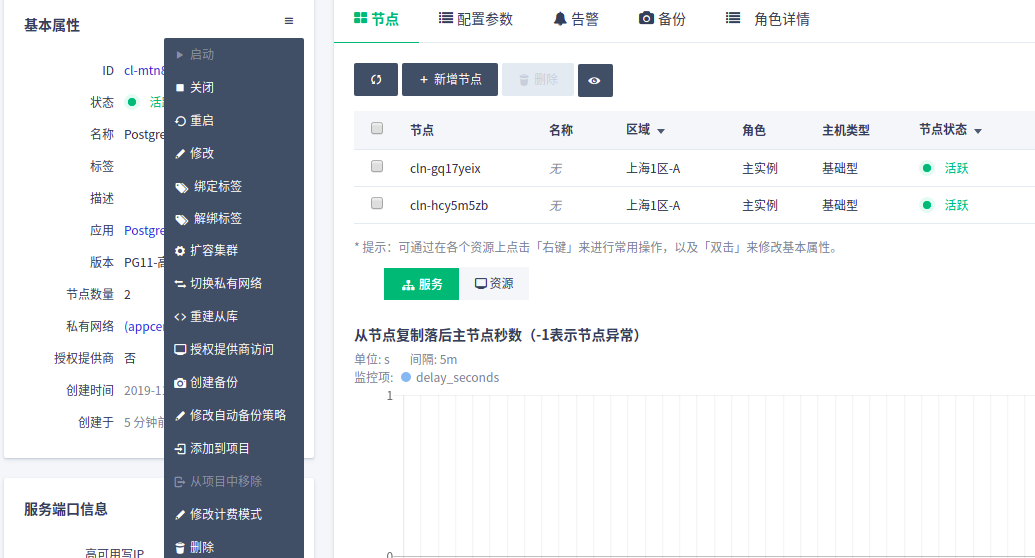 基本属性
ID cl-mtn8
状态 活跃
名称 Postgre
标签
描述
应用 Postgre
版本 PG11-高
节点数量 2
私有网络 (appcen
授权提供商 否
创建时间 2019-11
创建于 5 分钟前
服务端口信息
高可用写IP
启动
关闭
重启
修改
绑定标签
解绑标签
扩容集群
切换私有网络
重建从库
授权提供商访问
创建备份
修改自动备份策略
添加到项目
从项目中移除
修改计费模式
删除
节点 配置参数 告警 备份 角色详情
+ 新增节点 删除
节点 名称 区域 角色 主机类型 节点状态
cln-gq17yeix 无 上海1区-A 主实例 基础型 活跃
cln-hcy5m5zb 无 上海1区-A 主实例 基础型 活跃
* 提示：可通过在各个资源上点击「右键」来进行常用操作，以及「双击」来修改基本属性。
服务 资源
从节点复制落后主节点秒数（-1表示节点异常）
单位: s 间隔: 5m
监控项: delay_seconds
1
0